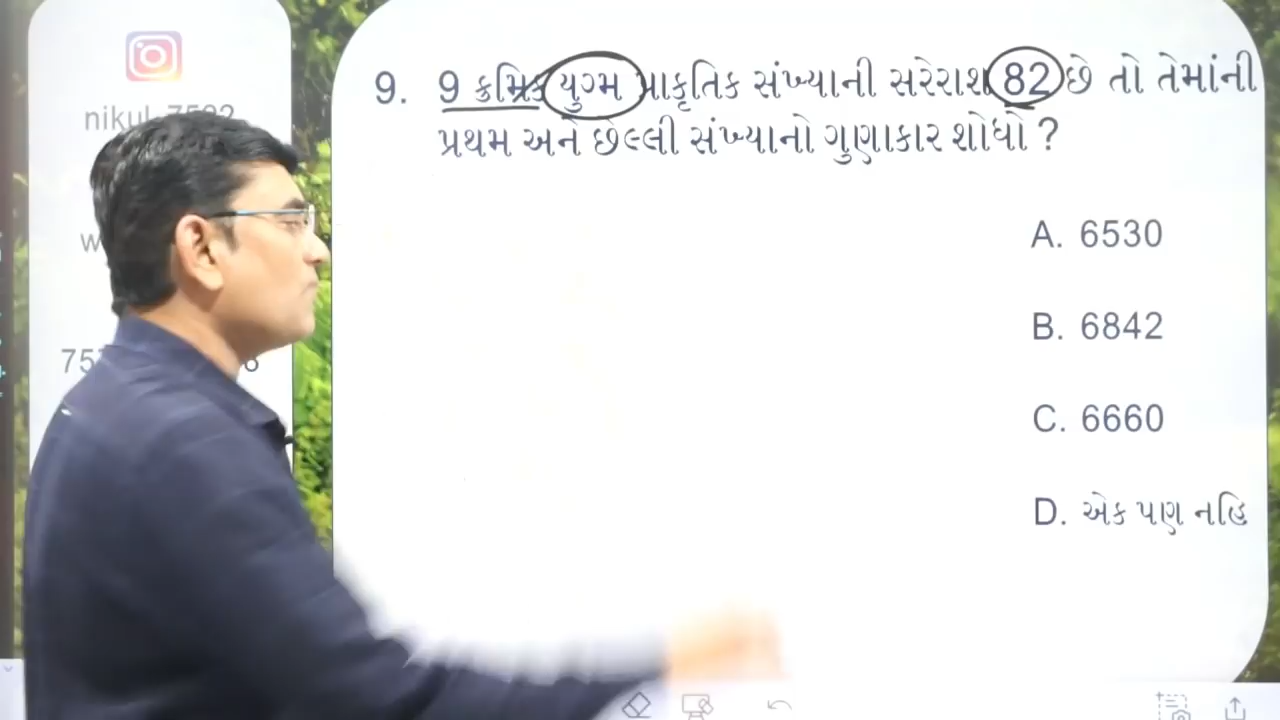 9. 9 ક્રમિક યુગ્મ પ્રાકૃતિક સંખ્યાની સરેરાશ 82 છે તો તેમાંની
પ્રથમ અને છેલ્લી સંખ્યાનો ગુણાકાર શોધો ?
A. 6530
B. 6842
C. 6660
D. એક પણ નહિ